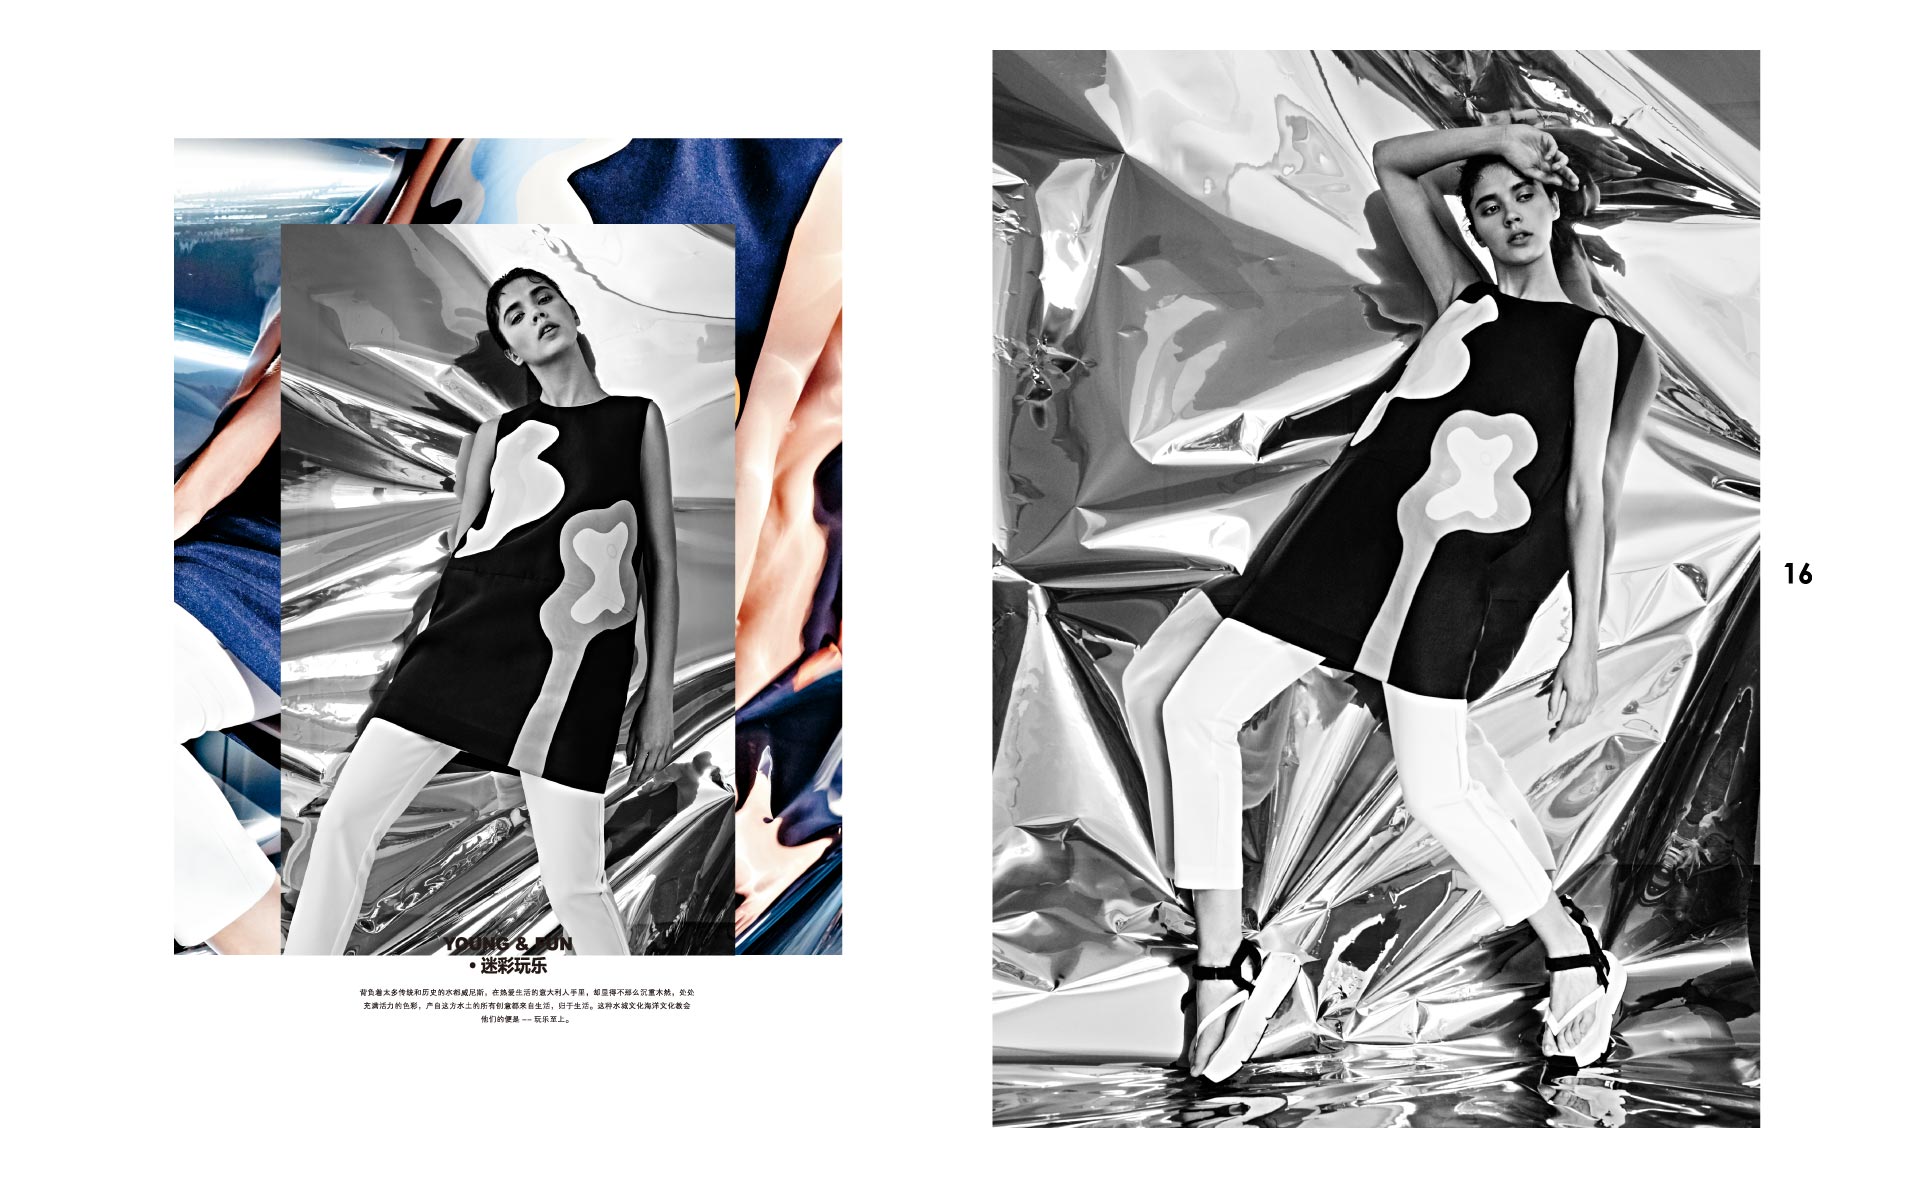 YOUNG & FUN
• 迷彩玩乐
背负着太多传统和历史的水都威尼斯，在热爱生活的意大利人手里，却显得不那么沉重木然，处处
充满活力的色彩，产自这方水土的所有创意都来自生活，归于生活。这种水城文化海洋文化教会
他们的便是 —— 玩乐至上。
16